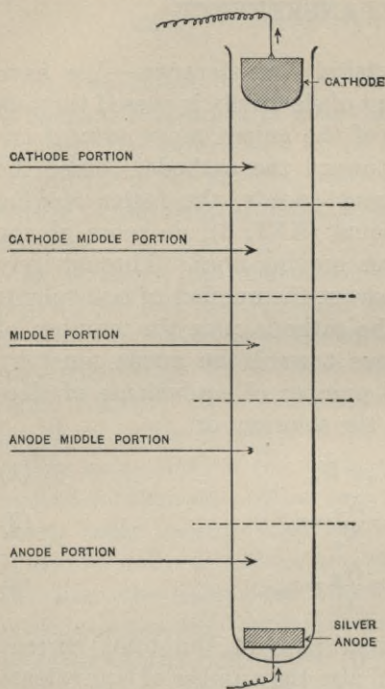 CATHODE
CATHODE PORTION
CATHODE MIDDLE PORTION
MIDDLE PORTION
ANODE MIDDLE PORTION
ANODE PORTION
SILVER
ANODE